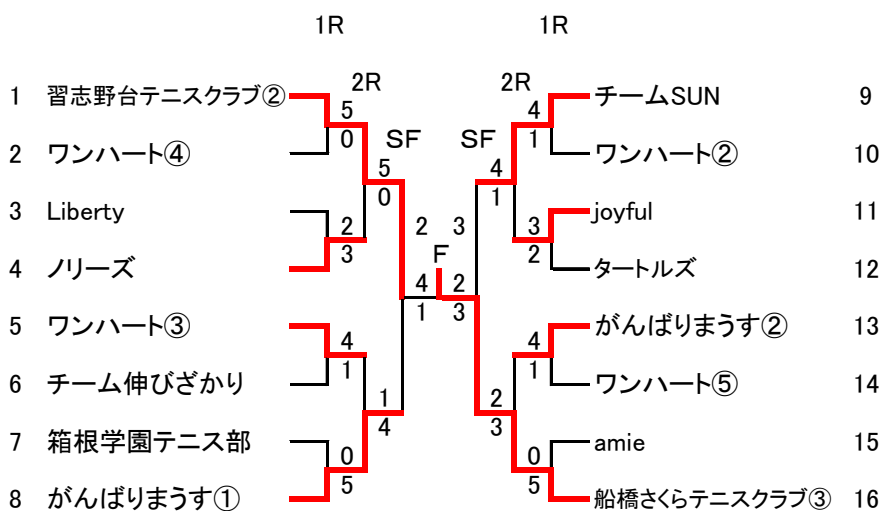 1R 1R
2R 2R
1 習志野台テニスクラブ② 5 4 チームSUN 9
0 SF SF 1
2 ワンハート④ ワンハート② 10
5 4
0 1
3 Liberty joyful 11
2 2 3 3
3 F 2
4 ノリーズ タートルズ 12
4 2
1 3
5 ワンハート③ がんばりまうす② 13
4 4
1 1
6 チーム伸びざかり ワンハート⑤ 14
1 2
4 3
7 箱根学園テニス部 amie 15
0 0
5 5
8 がんばりまうす① 船橋さくらテニスクラブ③ 16